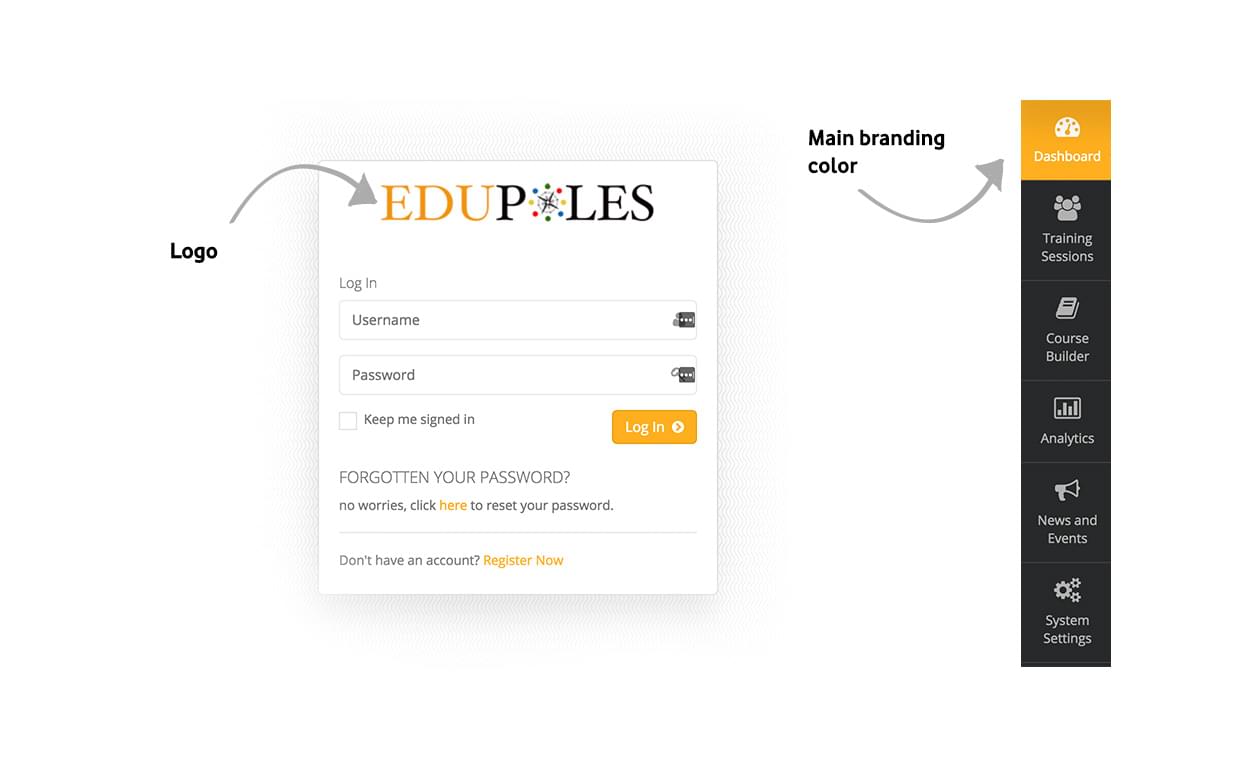 Logo
EDUPOLES
Log In
Username
Password
Keep me signed in
Log In
FORGOTTEN YOUR PASSWORD?
no worries, click here to reset your password.
Don't have an account? Register Now
Main branding
color
Dashboard
Training
Sessions
Course
Builder
Analytics
News and
Events
System
Settings